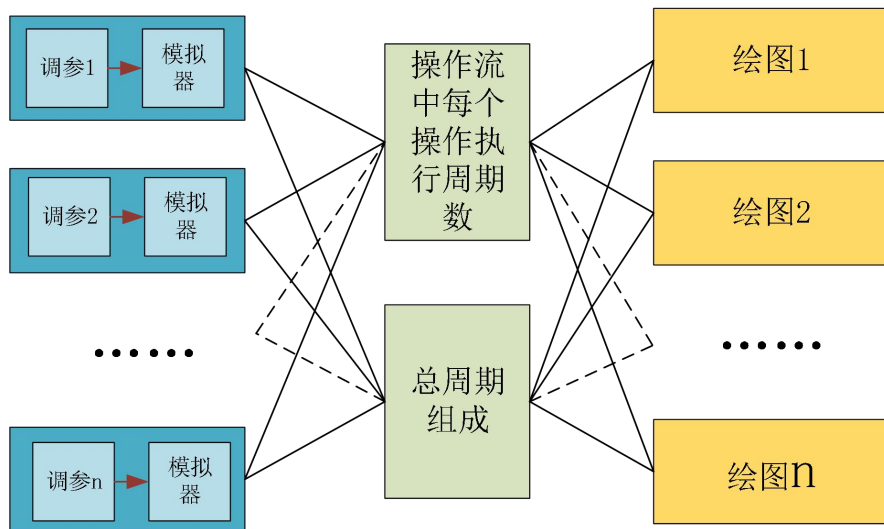 调参1
模拟
器
调参2
模拟
器
······
调参n
模拟
器
操作流
中每个
操作执
行周期
数
总周期
组成
绘图1
绘图2
······
绘图n